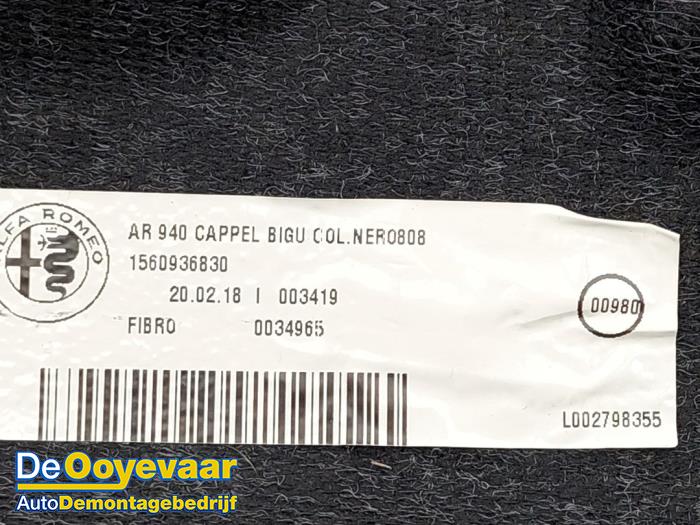 ALFA ROMEO
AR 940 CAPPEL BIGU COL.NERO808
1560936830
20.02.18 I 003419
FIBRO 0034965
00980
L002798355
De Ooyevaar
AutoDemontagebedrijf